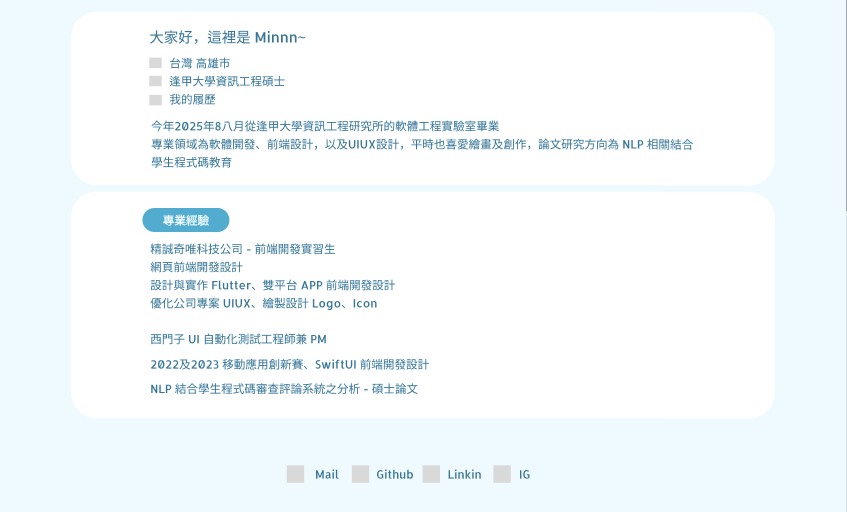 大家好，這裡是 Minnn~
台灣 高雄市
逢甲大學資訊工程碩士
我的履歷
今年2025年8八月從逢甲大學資訊工程研究所的軟體工程實驗室畢業
專業領域為軟體開發、前端設計，以及UIUX設計，平時也喜愛繪畫及創作，論文研究方向為 NLP 相關結合
學生程式碼教育
專業經驗
精誠奇唯科技公司 - 前端開發實習生
網頁前端開發設計
設計與實作 Flutter、雙平台 APP 前端開發設計
優化公司專案 UIUX、繪製設計 Logo、Icon
西門子 UI 自動化測試工程師兼 PM
2022及2023 移動應用創新賽、SwiftUI 前端開發設計
NLP 結合學生程式碼審查評論系統之分析 - 碩士論文
Mail Github Linkin IG